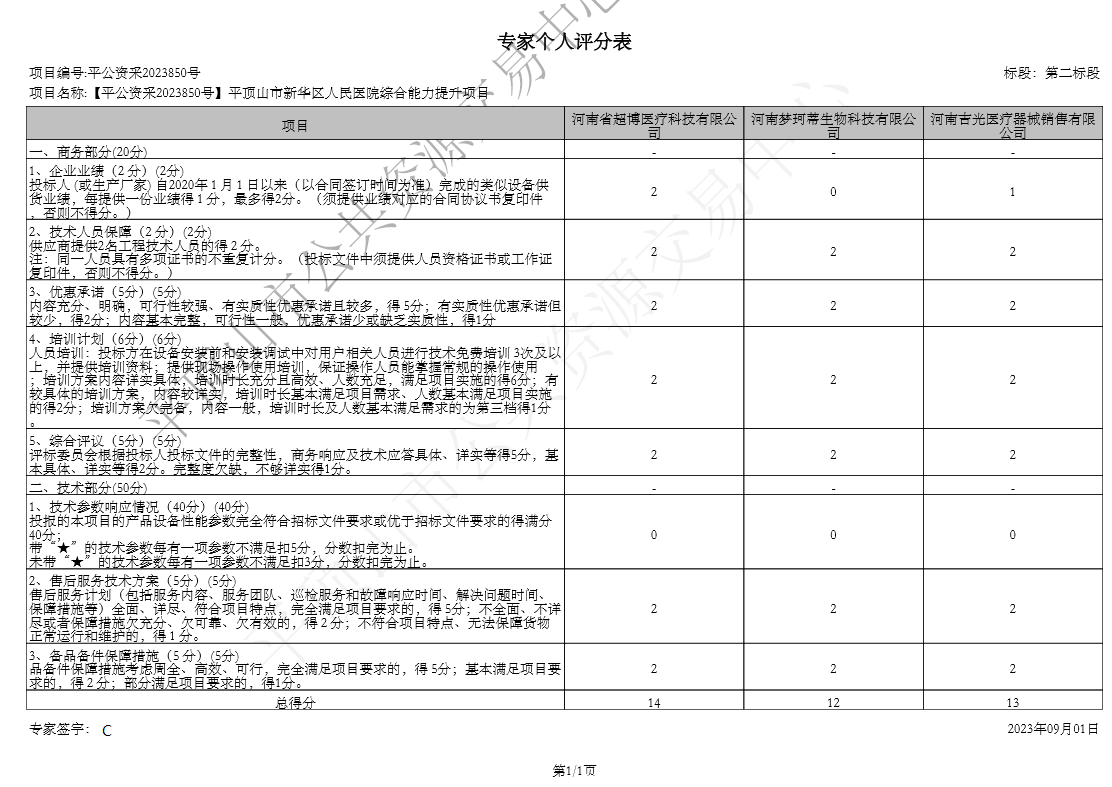 专家个人评分表
项目编号:平公资采2023850号
标段：第二标段
项目名称:【平公资采2023850号】平顶山市新华区人民医院综合能力提升项目
项目
河南省超博医疗科技有限公
司
河南梦珂蒂生物科技有限公
司
河南吉光医疗器械销售有限
公司
一、商务部分(20分)
-
-
-
1、企业业绩（2 分）(2分)
投标人 (或生产厂家) 自2020年 1 月 1 日以来（以合同签订时间为准）完成的类似设备供
货业绩，每提供一份业绩得 1 分，最多得2分。（须提供业绩对应的合同协议书复印件
，否则不得分。）
2
0
1
2、技术人员保障（2 分）(2分)
供应商提供2名工程技术人员的得 2 分。
注：同一人员具有多项证书的不重复计分。（投标文件中须提供人员资格证书或工作证
复印件，否则不得分。）
2
2
2
3、优惠承诺（5分）(5分)
内容充分、明确，可行性较强、有实质性优惠承诺且较多，得 5分；有实质性优惠承诺但
较少，得2分；内容基本完整，可行性一般，优惠承诺少或缺乏实质性，得1分
2
2
2
4、培训计划（6分）(6分)
人员培训：投标方在设备安装前和安装调试中对用户相关人员进行技术免费培训 3次及以
上，并提供培训资料；提供现场操作使用培训，保证操作人员能掌握常规的操作使用
；培训方案内容详实具体，培训时长充分且高效、人数充足，满足项目实施的得6分；有
较具体的培训方案，内容较详实，培训时长基本满足项目需求、人数基本满足项目实施
的得2分；培训方案欠完备，内容一般，培训时长及人数基本满足需求的为第三档得1分
。
2
2
2
5、综合评议（5分）(5分)
评标委员会根据投标人投标文件的完整性，商务响应及技术应答具体、详实等得5分，基
本具体、详实等得2分。完整度欠缺，不够详实得1分。
2
2
2
二、技术部分(50分)
-
-
-
1、技术参数响应情况（40分）(40分)
投报的本项目的产品设备性能参数完全符合招标文件要求或优于招标文件要求的得满分
40分；
带“★”的技术参数每有一项参数不满足扣5分，分数扣完为止。
未带“★”的技术参数每有一项参数不满足扣3分，分数扣完为止。
0
0
0
2、售后服务技术方案（5分）(5分)
售后服务计划（包括服务内容、服务团队、巡检服务和故障响应时间、解决问题时间、
保障措施等）全面、详尽、符合项目特点，完全满足项目要求的，得 5分；不全面、不详
尽或者保障措施欠充分、欠可靠、欠有效的，得 2 分；不符合项目特点、无法保障货物
正常运行和维护的，得 1 分。
2
2
2
3、备品备件保障措施（5 分）(5分)
品备件保障措施考虑周全、高效、可行，完全满足项目要求的，得 5分；基本满足项目要
求的，得 2 分；部分满足项目要求的，得1分。
2
2
2
总得分
14
12
13
专家签字： C
2023年09月01日
第1/1页
平顶山市公共资源交易中心
平顶山市公共资源交易中心